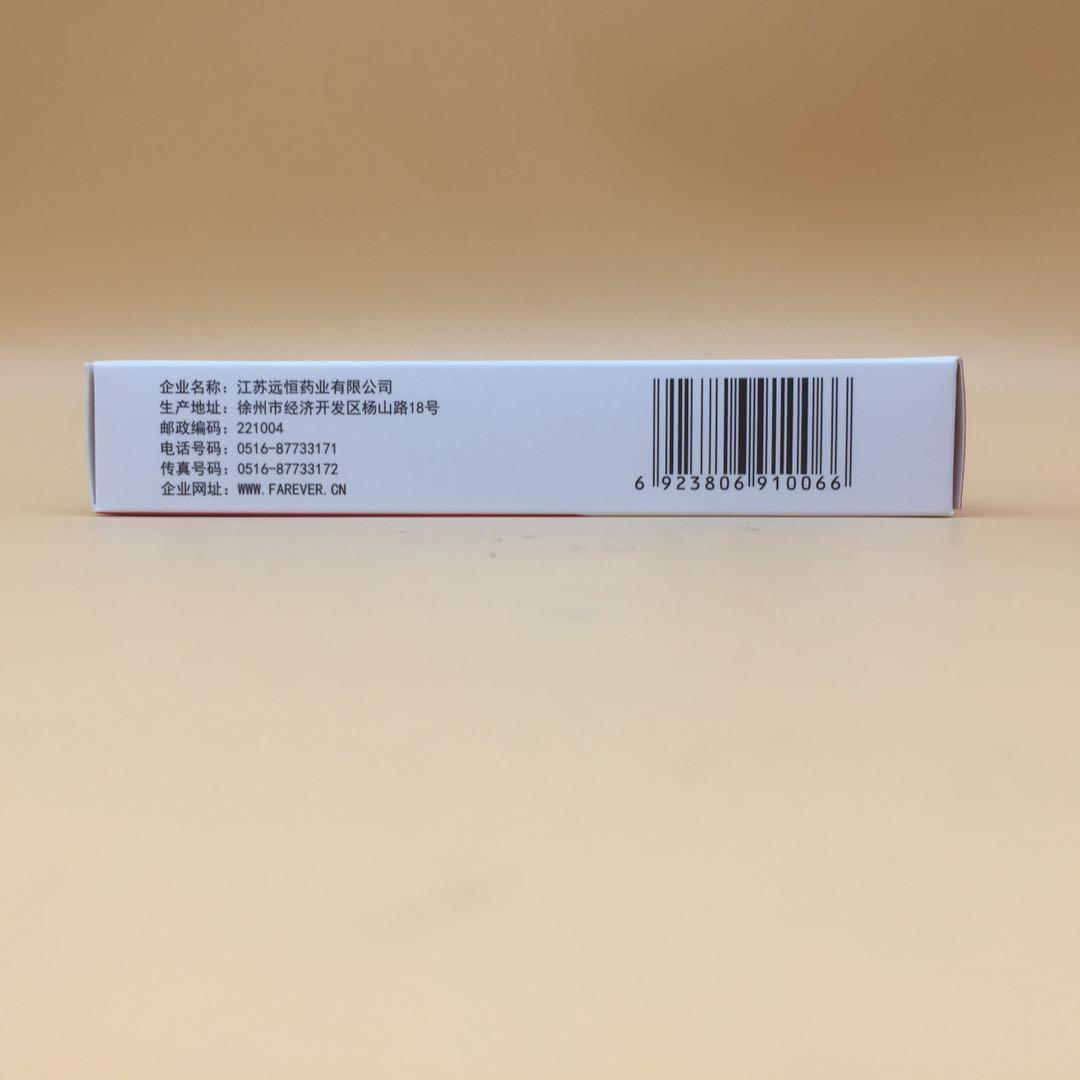 企业名称：江苏远恒药业有限公司
生产地址：徐州市经济开发区杨山路18号
邮政编码：221004
电话号码：0516-87733171
传真号码：0516-87733172
企业网址：WWW.FAREVER.CN
6 923806 910066